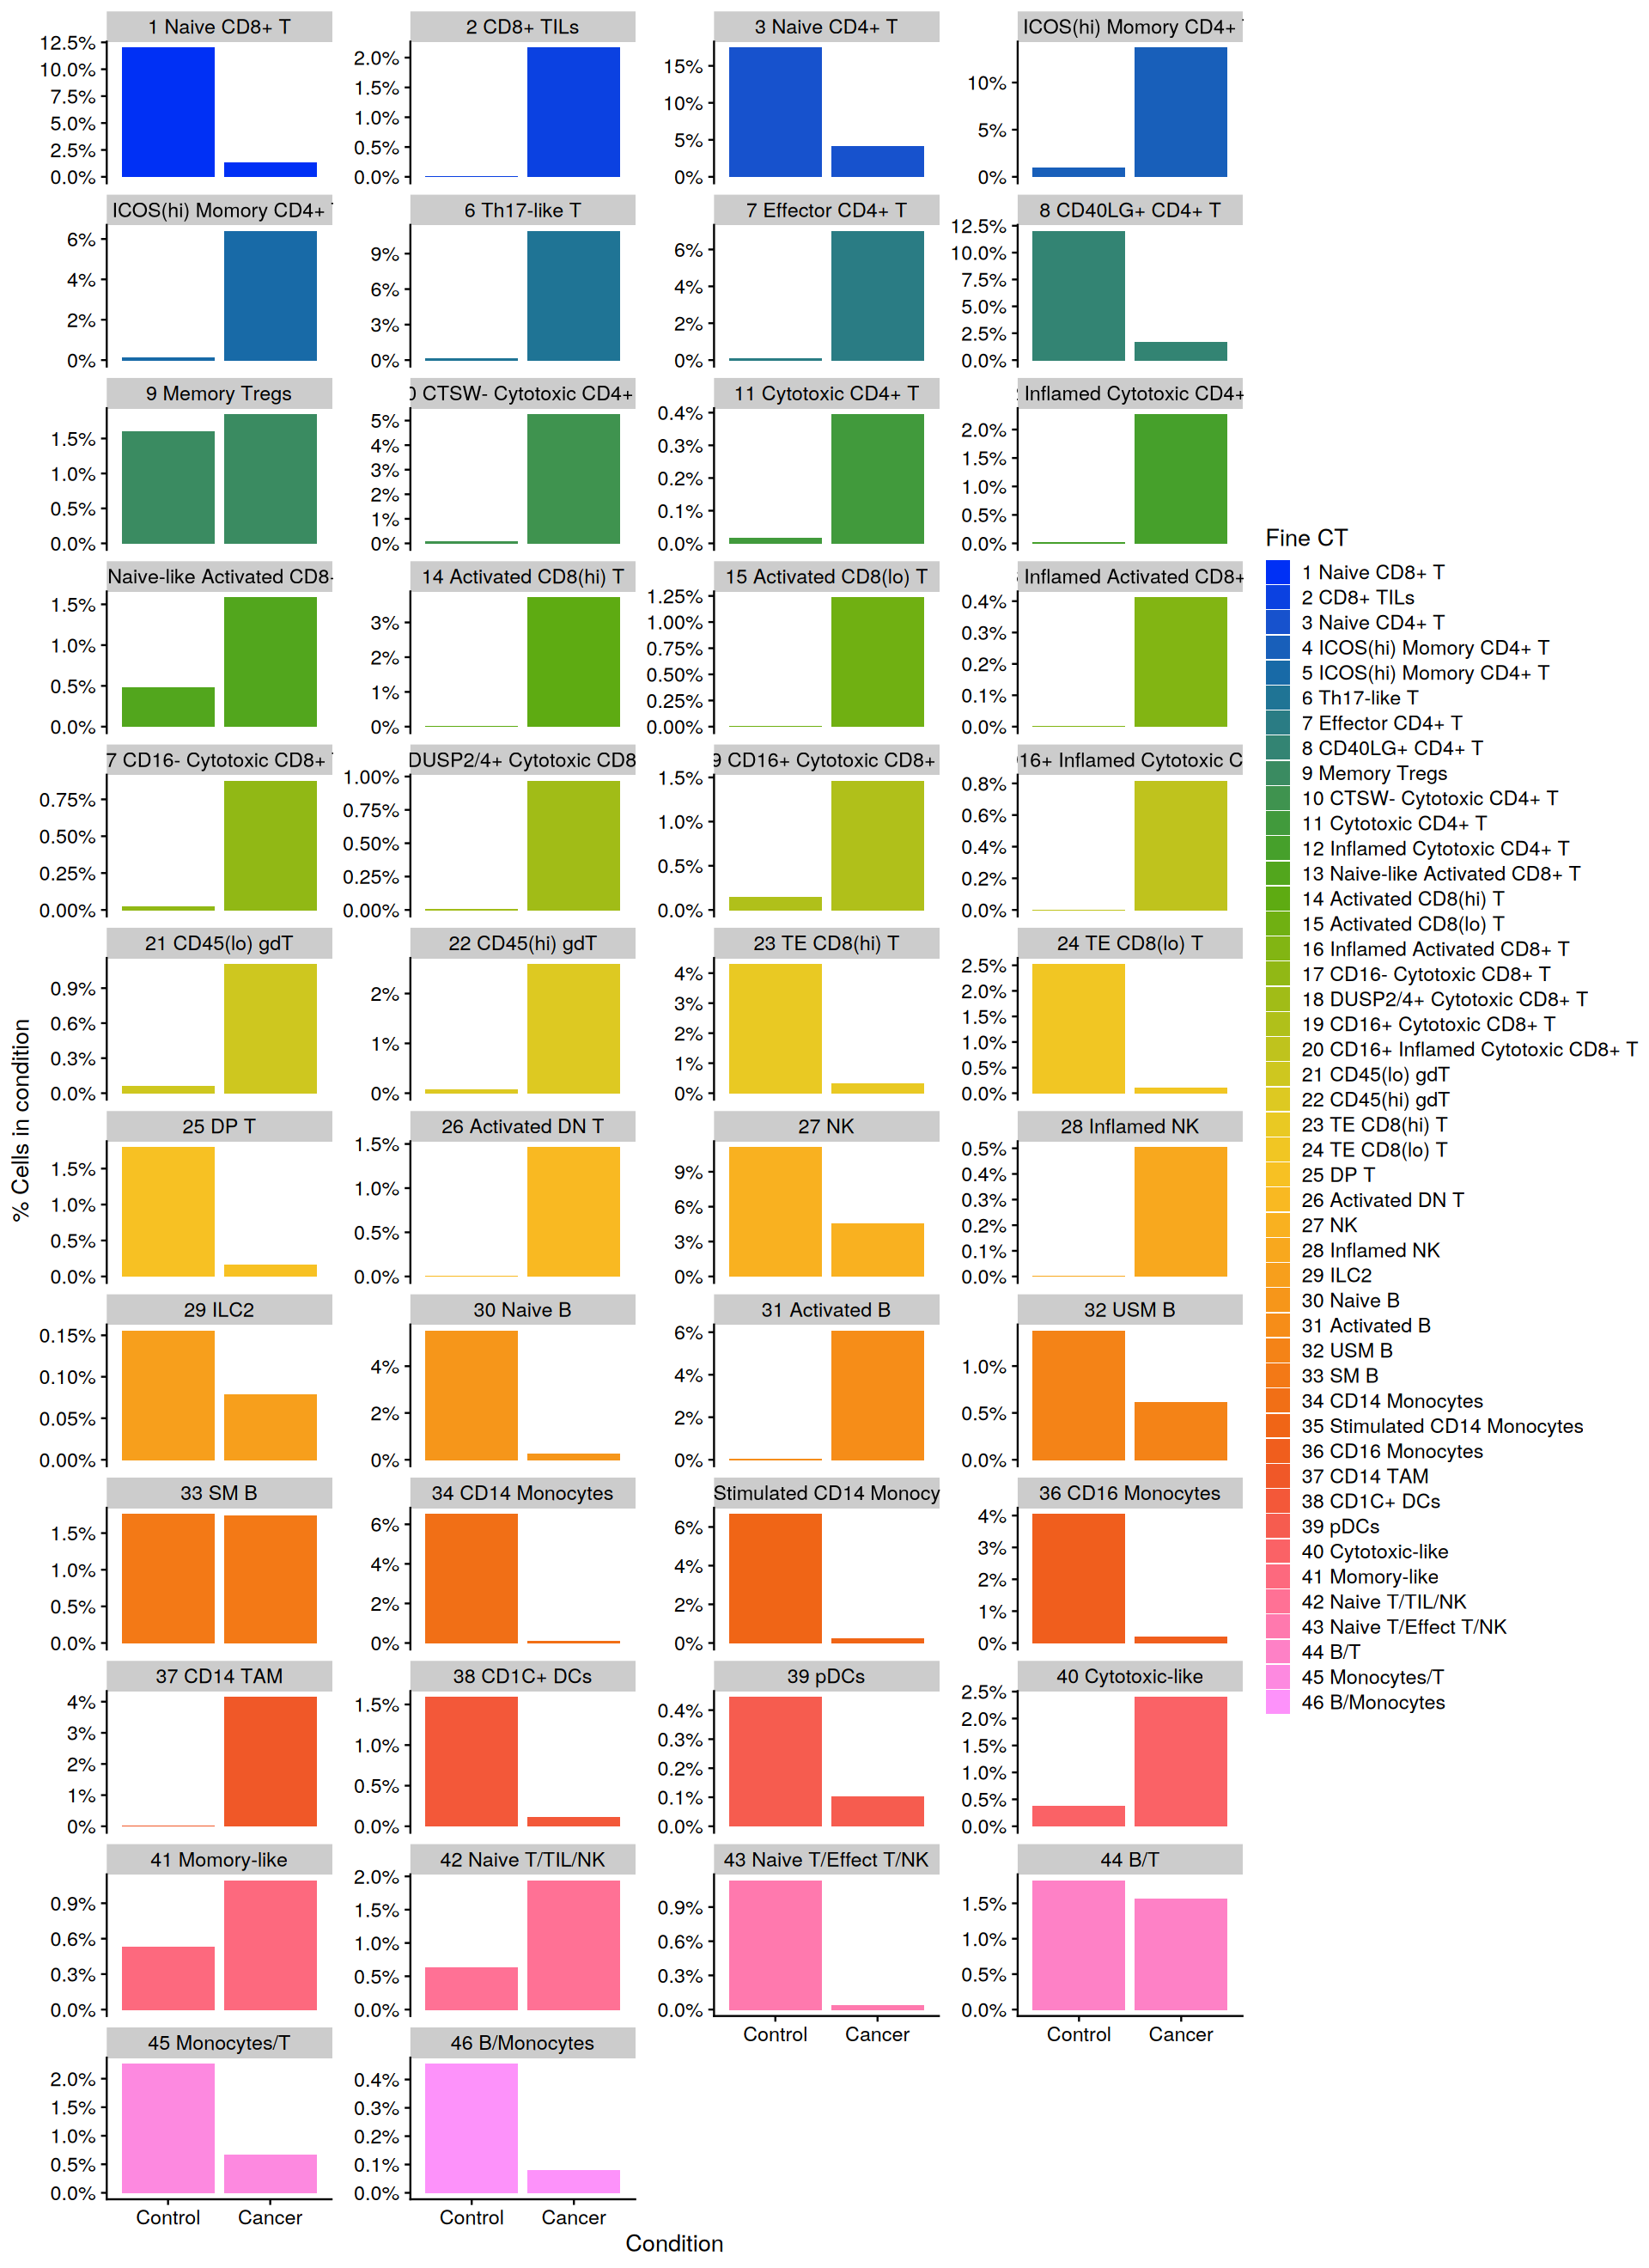 1 Naive CD8+ T
2 CD8+ TILs
3 Naive CD4+ T
ICOS(hi) Momory CD4+
12.5%
10.0%
7.5%
5.0%
2.5%
0.0%
2.0%
1.5%
1.0%
0.5%
0.0%
15%
10%
5%
0%
10%
5%
0%
ICOS(hi) Momory CD4+
6 Th17-like T
7 Effector CD4+ T
8 CD40LG+ CD4+ T
6%
4%
2%
0%
9%
6%
3%
0%
6%
4%
2%
0%
12.5%
10.0%
7.5%
5.0%
2.5%
0.0%
9 Memory Tregs
CTSW- Cytotoxic CD4+
11 Cytotoxic CD4+ T
Inflamed Cytotoxic CD4+
1.5%
1.0%
0.5%
0.0%
5%
4%
3%
2%
1%
0%
0.4%
0.3%
0.2%
0.1%
0.0%
2.0%
1.5%
1.0%
0.5%
0.0%
Naive-like Activated CD8
14 Activated CD8(hi) T
15 Activated CD8(lo) T
Inflamed Activated CD8+
1.5%
1.0%
0.5%
0.0%
3%
2%
1%
0%
1.25%
1.00%
0.75%
0.50%
0.25%
0.00%
0.4%
0.3%
0.2%
0.1%
0.0%
7 CD16- Cytotoxic CD8+
DUSP2/4+ Cytotoxic CD8
9 CD16+ Cytotoxic CD8+
16+ Inflamed Cytotoxic C
0.75%
0.50%
0.25%
0.00%
1.00%
0.75%
0.50%
0.25%
0.00%
1.5%
1.0%
0.5%
0.0%
0.8%
0.6%
0.4%
0.2%
0.0%
21 CD45(lo) gdT
22 CD45(hi) gdT
23 TE CD8(hi) T
24 TE CD8(lo) T
0.9%
0.6%
0.3%
0.0%
2%
1%
0%
4%
3%
2%
1%
0%
2.5%
2.0%
1.5%
1.0%
0.5%
0.0%
25 DP T
26 Activated DN T
27 NK
28 Inflamed NK
1.5%
1.0%
0.5%
0.0%
1.5%
1.0%
0.5%
0.0%
9%
6%
3%
0%
0.5%
0.4%
0.3%
0.2%
0.1%
0.0%
29 ILC2
30 Naive B
31 Activated B
32 USM B
0.15%
0.10%
0.05%
0.00%
4%
2%
0%
6%
4%
2%
0%
1.0%
0.5%
0.0%
33 SM B
34 CD14 Monocytes
Stimulated CD14 Monocy
36 CD16 Monocytes
1.5%
1.0%
0.5%
0.0%
6%
4%
2%
0%
6%
4%
2%
0%
4%
3%
2%
1%
0%
37 CD14 TAM
38 CD1C+ DCs
39 pDCs
40 Cytotoxic-like
4%
3%
2%
1%
0%
1.5%
1.0%
0.5%
0.0%
0.4%
0.3%
0.2%
0.1%
0.0%
2.5%
2.0%
1.5%
1.0%
0.5%
0.0%
41 Momory-like
42 Naive T/TIL/NK
43 Naive T/Effect T/NK
44 B/T
0.9%
0.6%
0.3%
0.0%
2.0%
1.5%
1.0%
0.5%
0.0%
0.9%
0.6%
0.3%
0.0%
1.5%
1.0%
0.5%
0.0%
Control Cancer
Control Cancer
45 Monocytes/T
46 B/Monocytes
2.0%
1.5%
1.0%
0.5%
0.0%
0.4%
0.3%
0.2%
0.1%
0.0%
Control Cancer
Control Cancer
Condition
% Cells in condition
Fine CT
1 Naive CD8+ T
2 CD8+ TILs
3 Naive CD4+ T
4 ICOS(hi) Momory CD4+ T
5 ICOS(hi) Momory CD4+ T
6 Th17-like T
7 Effector CD4+ T
8 CD40LG+ CD4+ T
9 Memory Tregs
10 CTSW- Cytotoxic CD4+ T
11 Cytotoxic CD4+ T
12 Inflamed Cytotoxic CD4+ T
13 Naive-like Activated CD8+ T
14 Activated CD8(hi) T
15 Activated CD8(lo) T
16 Inflamed Activated CD8+ T
17 CD16- Cytotoxic CD8+ T
18 DUSP2/4+ Cytotoxic CD8+ T
19 CD16+ Cytotoxic CD8+ T
20 CD16+ Inflamed Cytotoxic CD8+ T
21 CD45(lo) gdT
22 CD45(hi) gdT
23 TE CD8(hi) T
24 TE CD8(lo) T
25 DP T
26 Activated DN T
27 NK
28 Inflamed NK
29 ILC2
30 Naive B
31 Activated B
32 USM B
33 SM B
34 CD14 Monocytes
35 Stimulated CD14 Monocytes
36 CD16 Monocytes
37 CD14 TAM
38 CD1C+ DCs
39 pDCs
40 Cytotoxic-like
41 Momory-like
42 Naive T/TIL/NK
43 Naive T/Effect T/NK
44 B/T
45 Monocytes/T
46 B/Monocytes